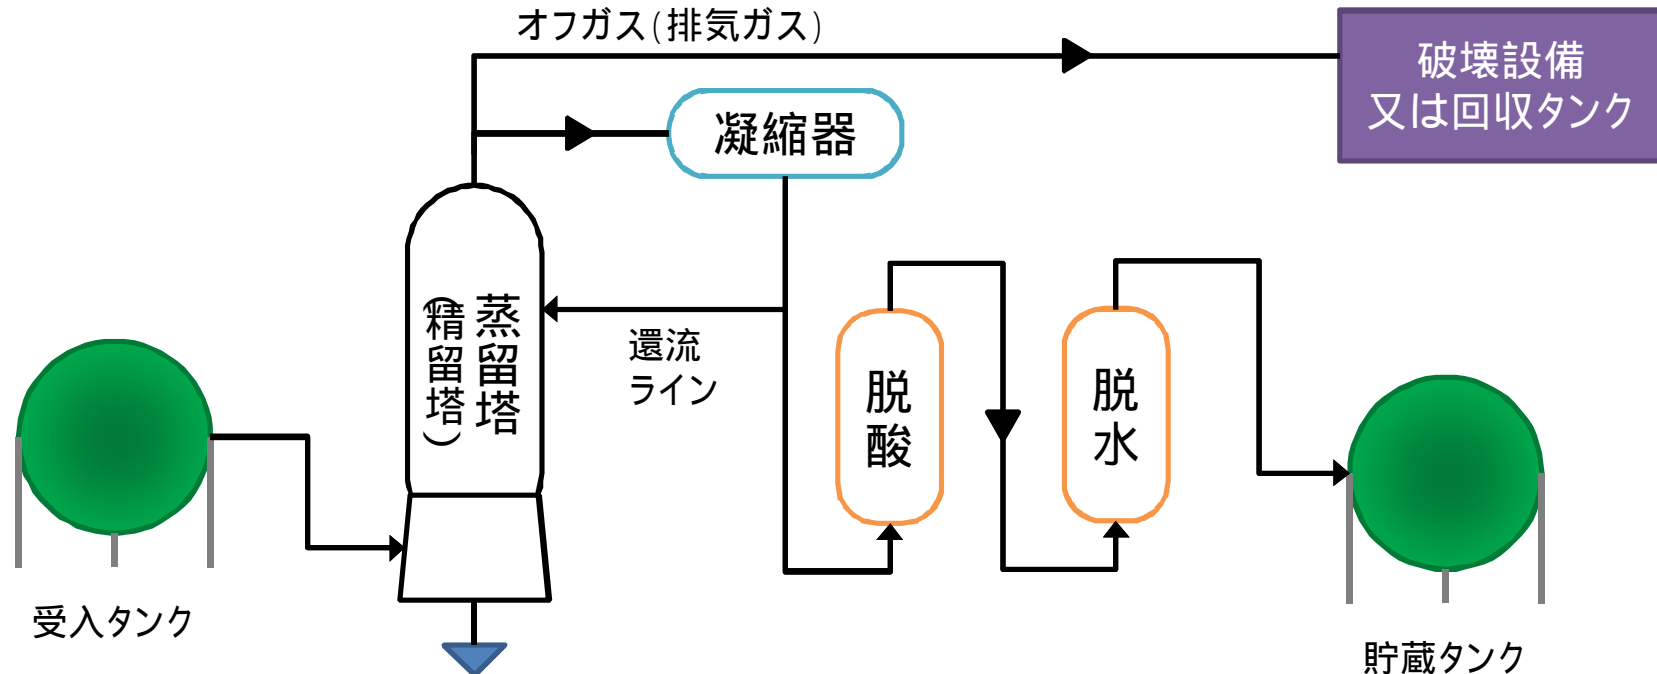 オフガス(排気ガス)
破壊設備
又は回収タンク
凝縮器
蒸留塔
(精留塔)
還流
ライン
脱酸
脱水
受入タンク
貯蔵タンク